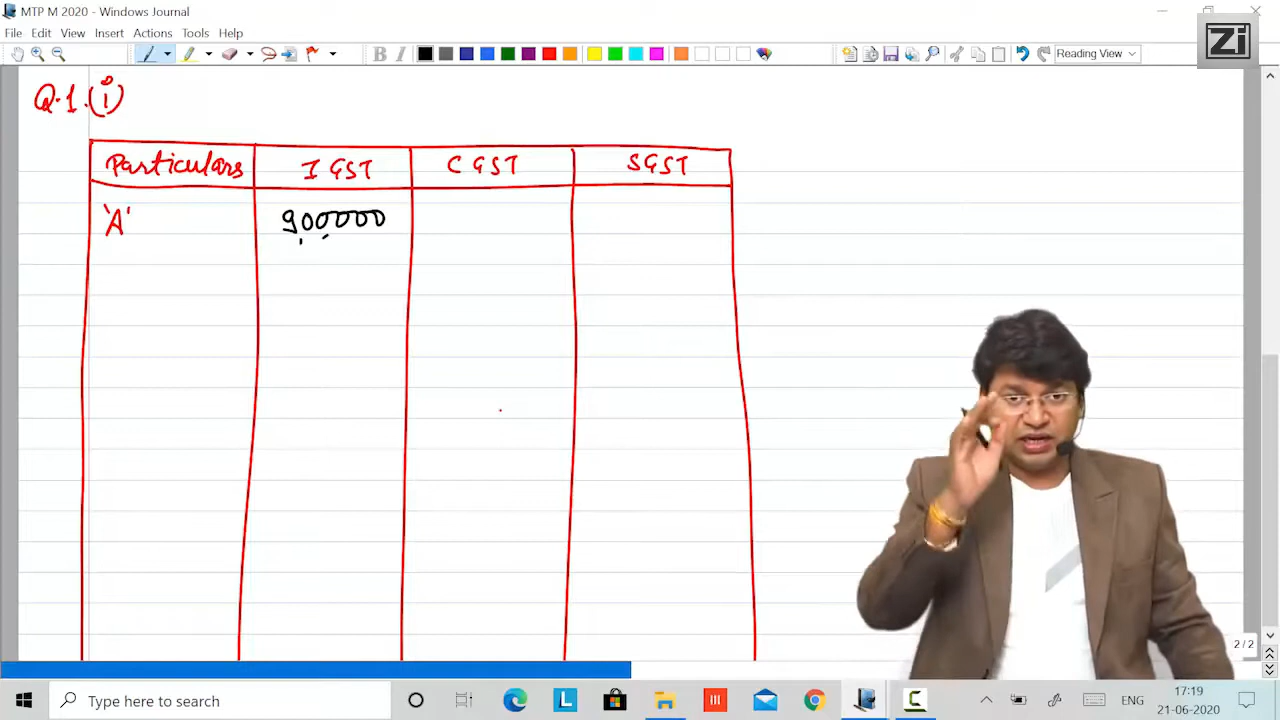 MTP M 2020 - Windows Journal
File Edit View Insert Actions Tools Help
Zi
B I
Reading View
Q.1.(i)
Particulars IGST CGST SGST
'A' 900000
2/2
Type here to search
L
ENG
17:19
21-06-2020